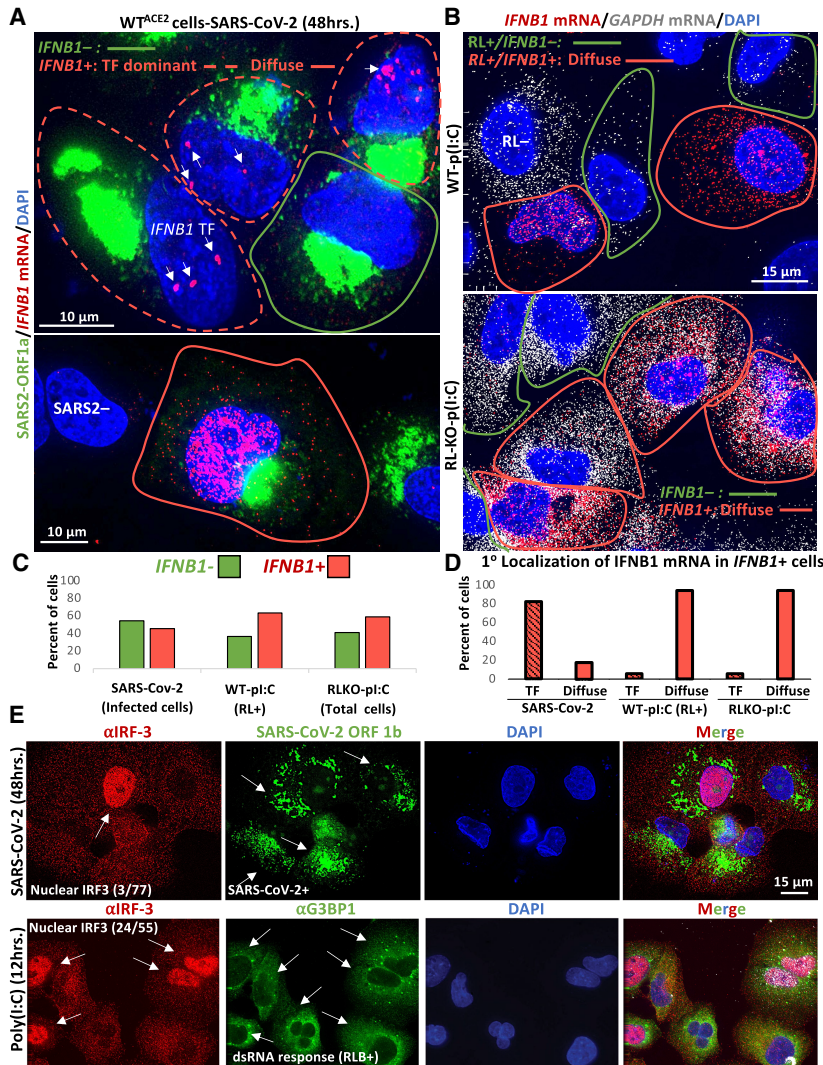 A
WT^ACE2 cells-SARS-CoV-2 (48hrs.)
IFNB1– :
IFNB1+: TF dominant
Diffuse
IFNB1 TF
10 µm
SARS2–
10 µm
SARS2-ORF1a/IFNB1 mRNA/DAPI
B
IFNB1 mRNA/GAPDH mRNA/DAPI
RL+/IFNB1–:
RL+/IFNB1+: Diffuse
RL–
15 µm
WT-p(I:C)
IFNB1– :
IFNB1+: Diffuse
RL-KO-p(I:C)
C
IFNB1-
IFNB1+
Percent of cells
100
80
60
40
20
0
SARS-Cov-2
(Infected cells)
WT-pI:C
(RL+)
RLKO-pI:C
(Total cells)
D
1° Localization of IFNB1 mRNA in IFNB1+ cells
Percent of cells
100
80
60
40
20
0
TF Diffuse TF Diffuse TF Diffuse
SARS-Cov-2 WT-pI:C (RL+) RLKO-pI:C
E
αIRF-3
SARS-CoV-2 ORF 1b
DAPI
Merge
SARS-CoV-2 (48hrs.)
Nuclear IRF3 (3/77)
SARS-CoV-2+
15 µm
αIRF-3
αG3BP1
DAPI
Merge
Poly(I:C) (12hrs.)
Nuclear IRF3 (24/55)
dsRNA response (RLB+)